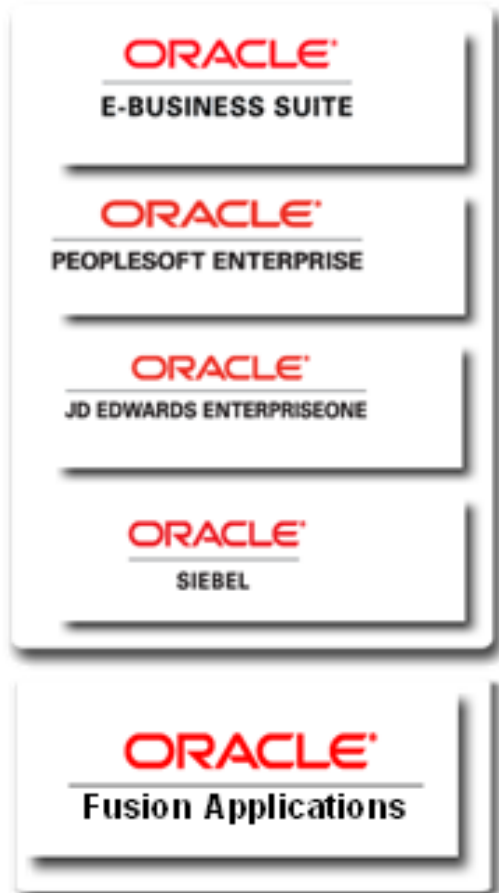 ORACLE
E-BUSINESS SUITE
ORACLE
PEOPLESOFT ENTERPRISE
ORACLE
JD EDWARDS ENTERPRISEONE
ORACLE
SIEBEL
ORACLE
Fusion Applications